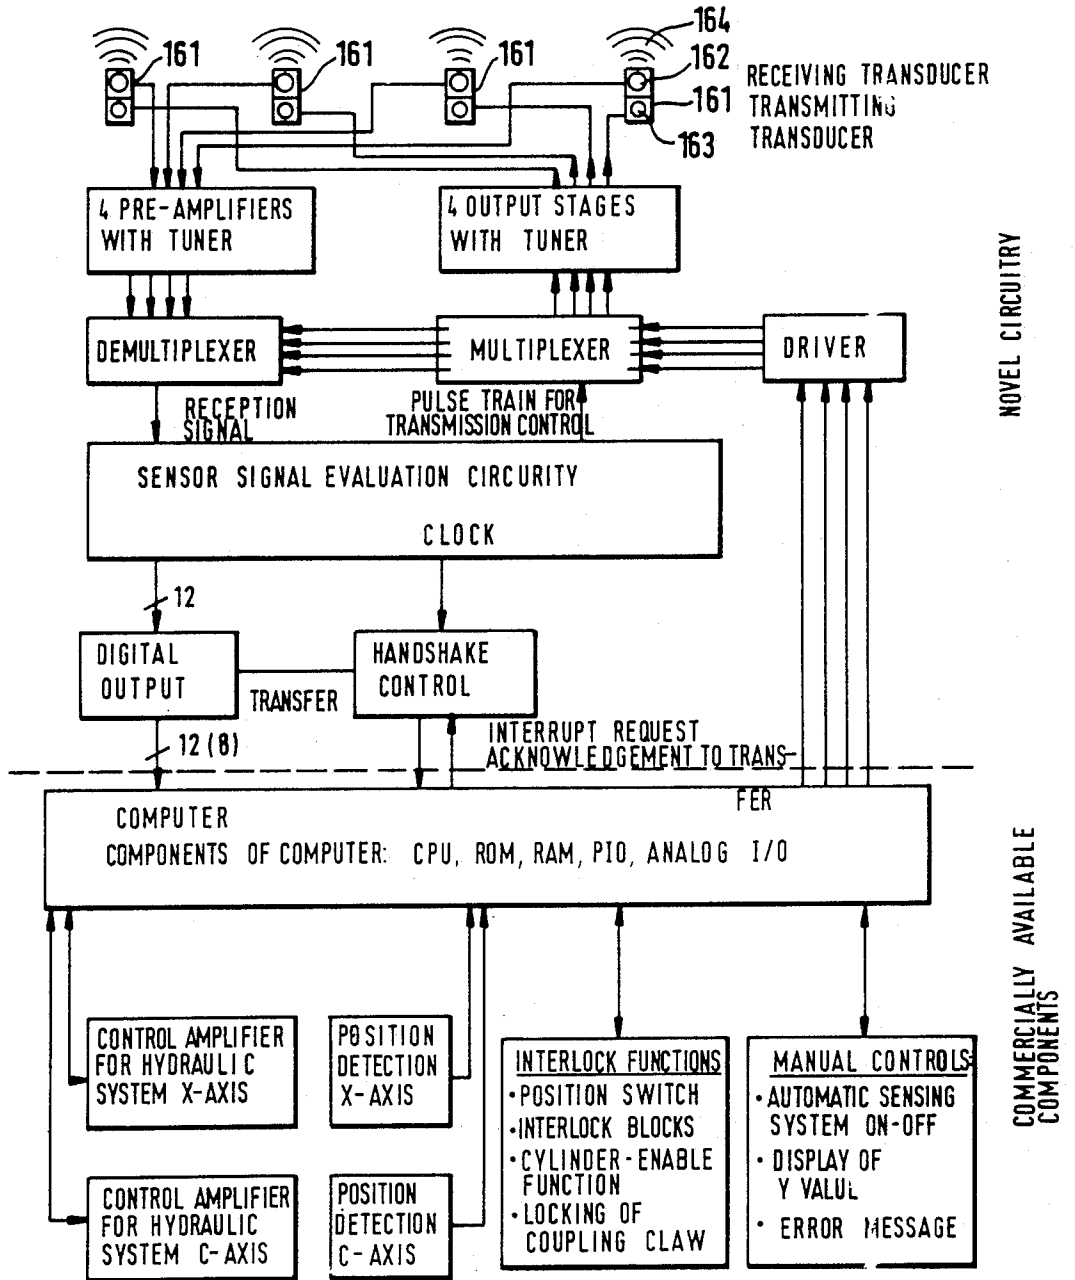 164
161
161
161
162
RECEIVING TRANSDUCER
161
TRANSMITTING
TRANSDUCER
163
4 PRE-AMPLIFIERS
WITH TUNER
4 OUTPUT STAGES
WITH TUNER
DEMULTIPLEXER
MULTIPLEXER
DRIVER
NOVEL CIRCUITRY
RECEPTION
SIGNAL
PULSE TRAIN FOR
TRANSMISSION CONTROL
SENSOR SIGNAL EVALUATION CIRCURITY
CLOCK
12
DIGITAL
OUTPUT
TRANSFER
HANDSHAKE
CONTROL
12 (8)
INTERRUPT REQUEST
ACKNOWLEDGEMENT TO TRANS-
FER
COMPUTER
COMPONENTS OF COMPUTER: CPU, ROM, RAM, PIO, ANALOG I/O
COMMERCIALLY AVAILABLE
COMPONENTS
CONTROL AMPLIFIER
FOR HYDRAULIC
SYSTEM X-AXIS
POSITION
DETECTION
X-AXIS
INTERLOCK FUNCTIONS
• POSITION SWITCH
• INTERLOCK BLOCKS
• CYLINDER-ENABLE
FUNCTION
• LOCKING OF
COUPLING CLAW
MANUAL CONTROLS
• AUTOMATIC SENSING
SYSTEM ON-OFF
• DISPLAY OF
Y VALUE
• ERROR MESSAGE
CONTROL AMPLIFIER
FOR HYDRAULIC
SYSTEM C-AXIS
POSITION
DETECTION
C-AXIS